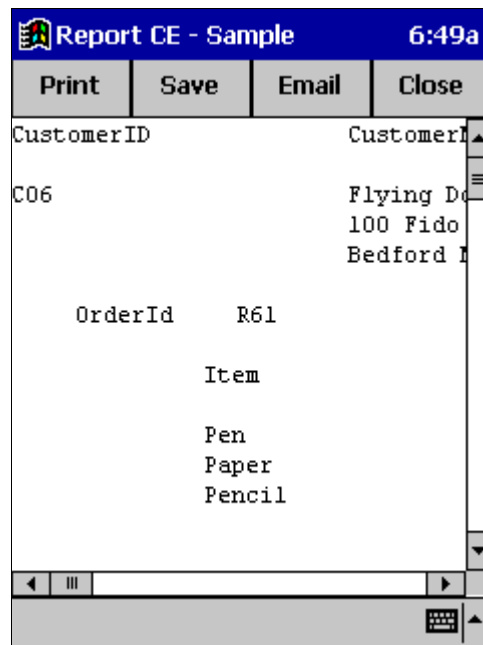 Report CE - Sample 6:49a
Print Save Email Close
CustomerID
C06 Flying
100 Fido
Bedford
OrderId R61
Item
Pen
Paper
Pencil